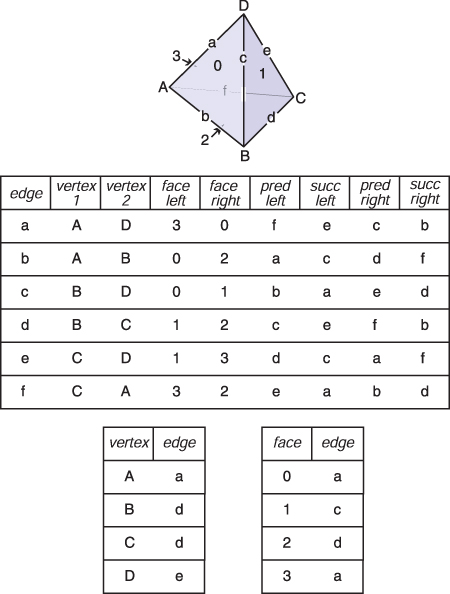 D
a e
3 c
0 1
A f C
b d
2
B
edge vertex 1 vertex 2 face left face right pred left succ left pred right succ right
a A D 3 0 f e c b
b A B 0 2 a c d f
c B D 0 1 b a e d
d B C 1 2 c e f b
e C D 1 3 d c a f
f C A 3 2 e a b d
vertex edge
A a
B d
C d
D e
face edge
0 a
1 c
2 d
3 a